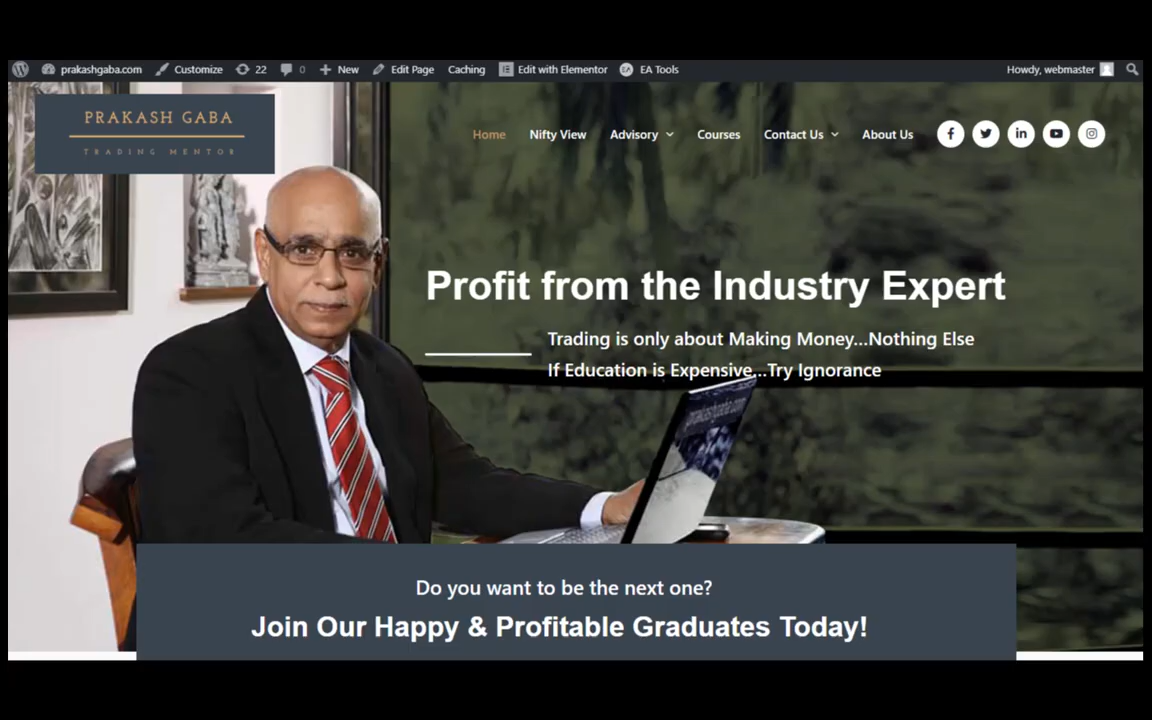 prakashgaba.com Customize 22 0 New Edit Page Caching Edit with Elementor EA Tools Howdy, webmaster
PRAKASH GABA
TRADING MENTOR
Home Nifty View Advisory Courses Contact Us About Us
Profit from the Industry Expert
Trading is only about Making Money...Nothing Else
If Education is Expensive...Try Ignorance
Do you want to be the next one?
Join Our Happy & Profitable Graduates Today!